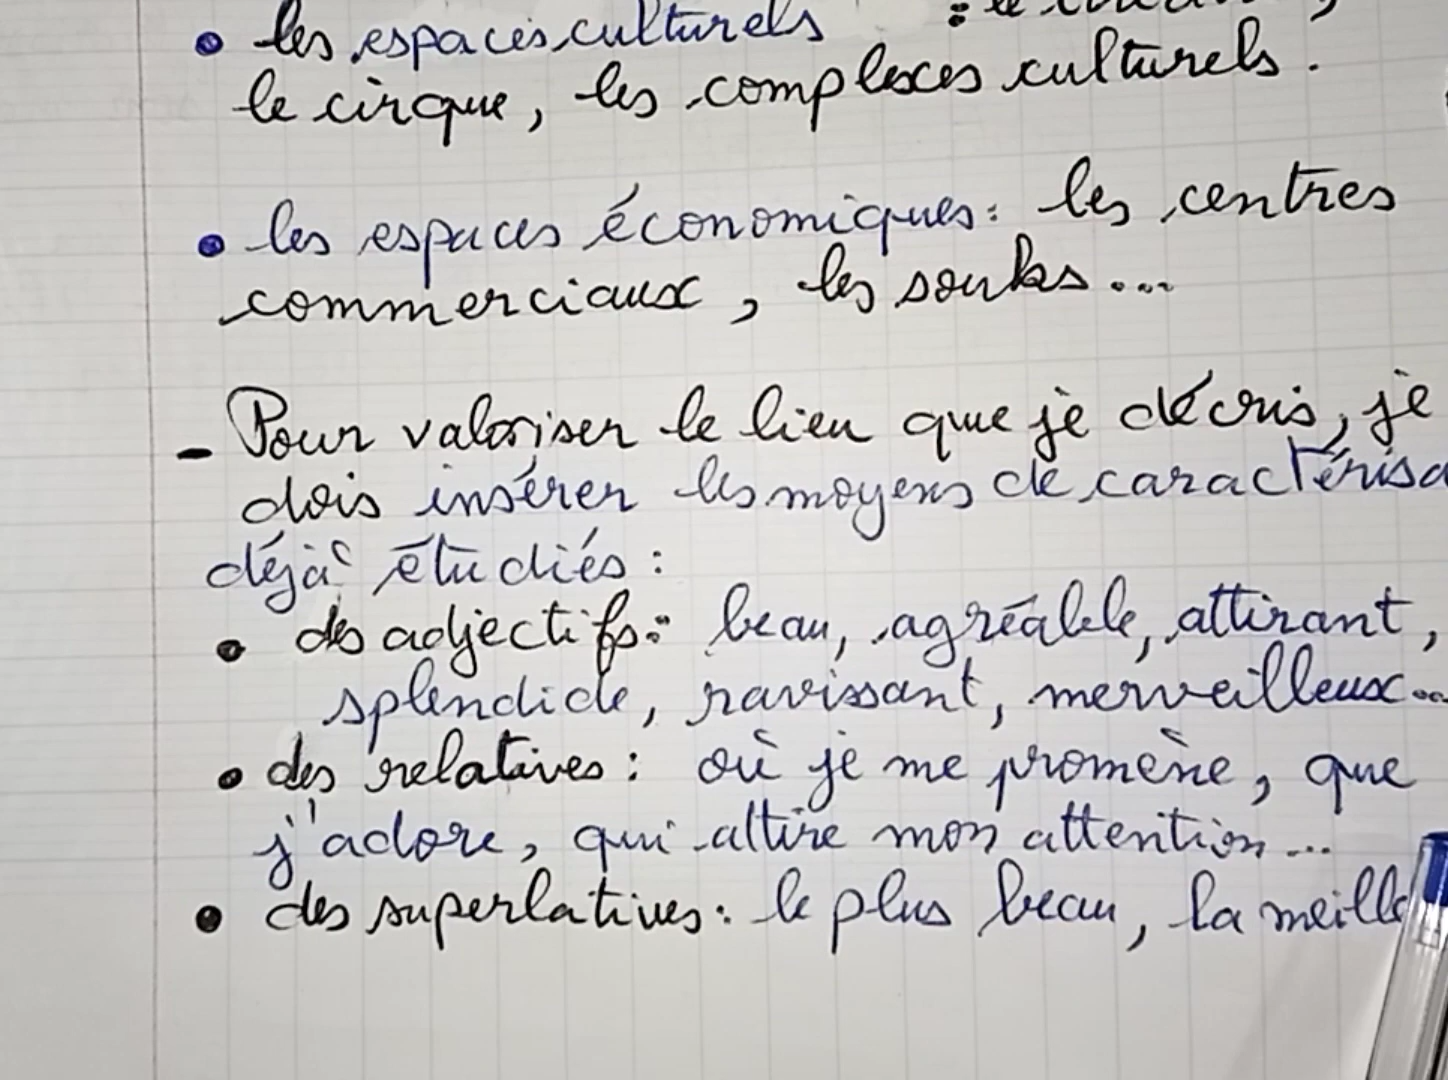 • les espaces culturels :
le cirque, les complexes culturels.
• les espaces économiques : les centres
commerciaux, les souks...
- Pour valoriser le lieu que je décris, je
dois insérer les moyens de caractérisa
déjà étudiés :
• des adjectifs : beau, agréable, attirant,
splendide, ravissant, merveilleux...
• des relatives : où je me promène, que
j'adore, qui attire mon attention...
• des superlatives : le plus beau, la meille